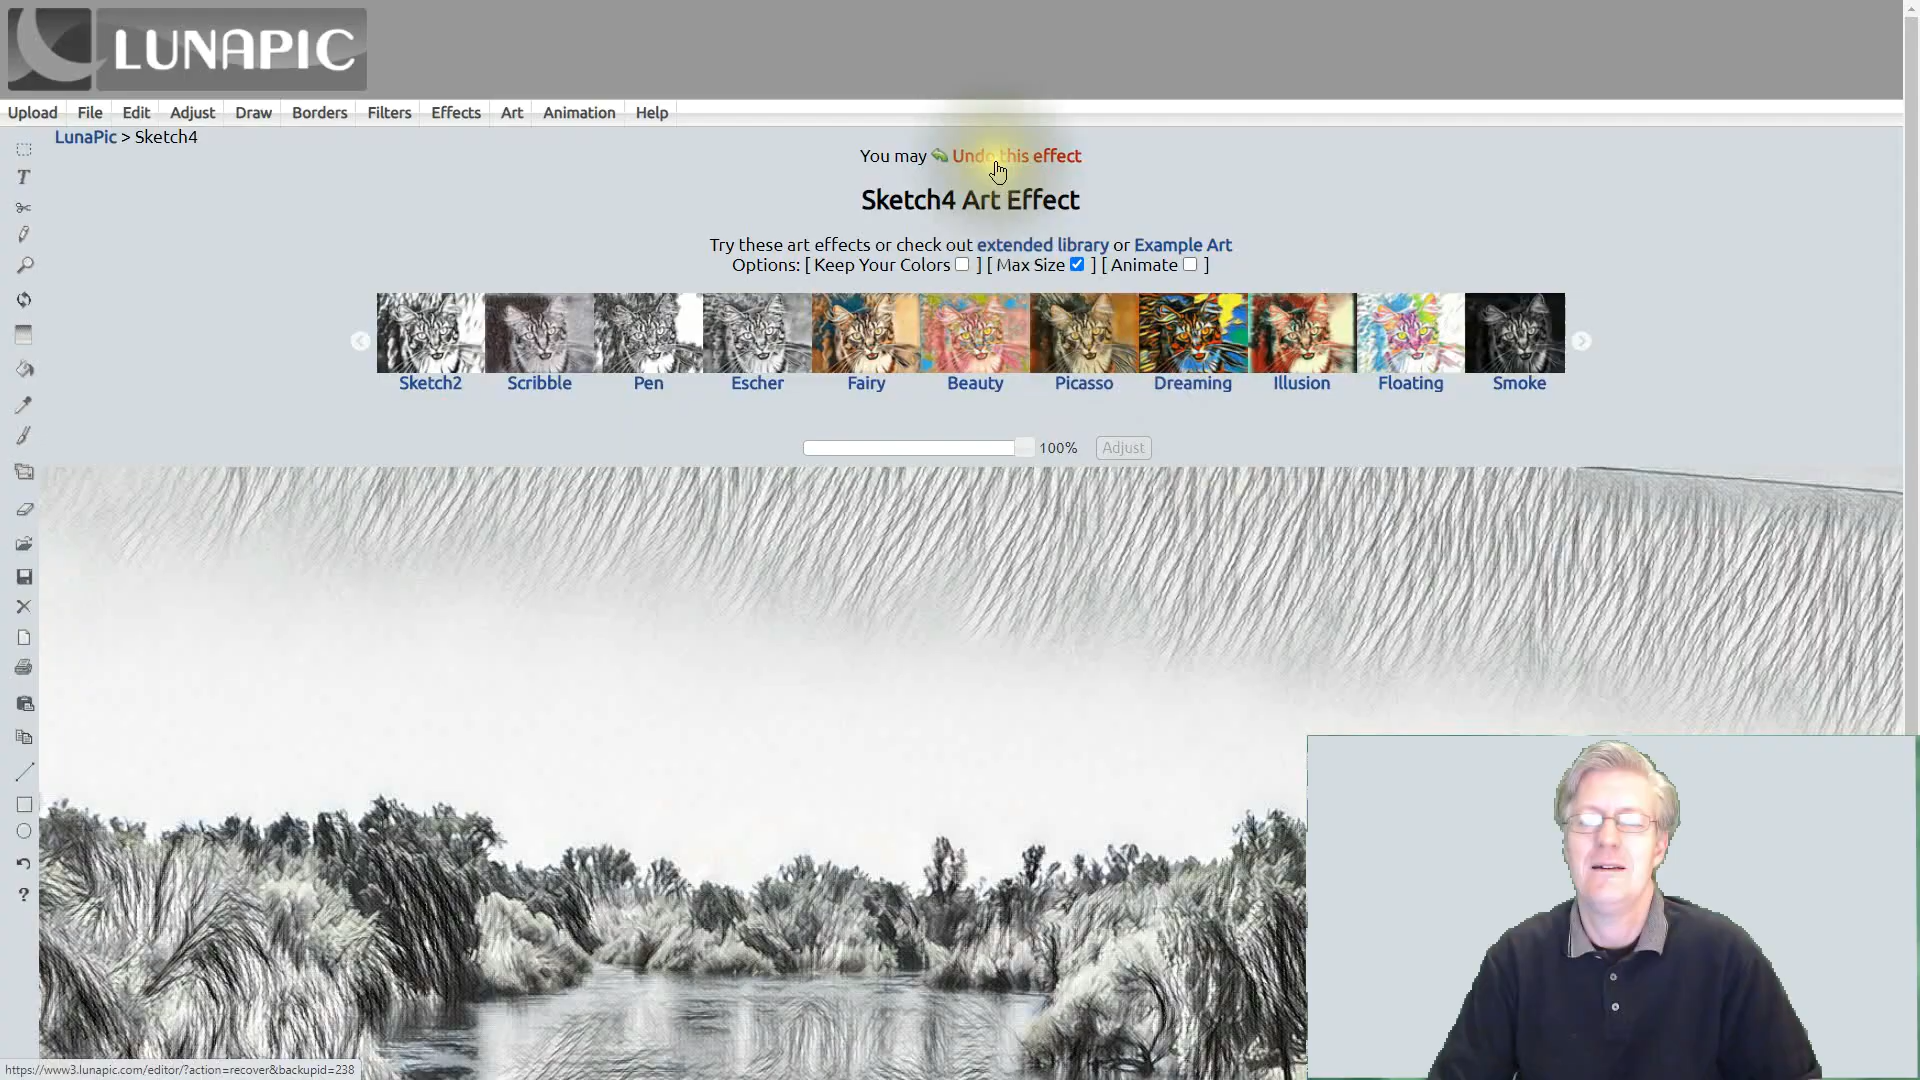 LUNAPIC
Upload File Edit Adjust Draw Borders Filters Effects Art Animation Help
LunaPic > Sketch4
You may Undo this effect
Sketch4 Art Effect
Try these art effects or check out extended library or Example Art
Options: [ Keep Your Colors ] [ Max Size ] [ Animate ]
Sketch2 Scribble Pen Escher Fairy Beauty Picasso Dreaming Illusion Floating Smoke
100% Adjust
https://www3.lunapic.com/editor/?action=recover&backupid=238